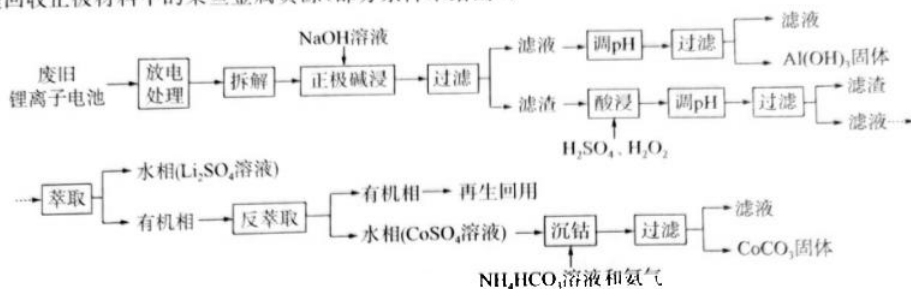 NaOH溶液
滤液 调pH 过滤 滤液
Al(OH)3固体
废旧锂离子电池 放电处理 拆解 正极碱浸 过滤
滤渣 酸浸 调pH 过滤 滤渣
滤液
H2SO4、H2O2
萃取 水相(Li2SO4溶液)
有机相 反萃取 有机相 再生回用
水相(CoSO4溶液) 沉钴 过滤 滤液
CoCO3固体
NH4HCO3溶液和氨气